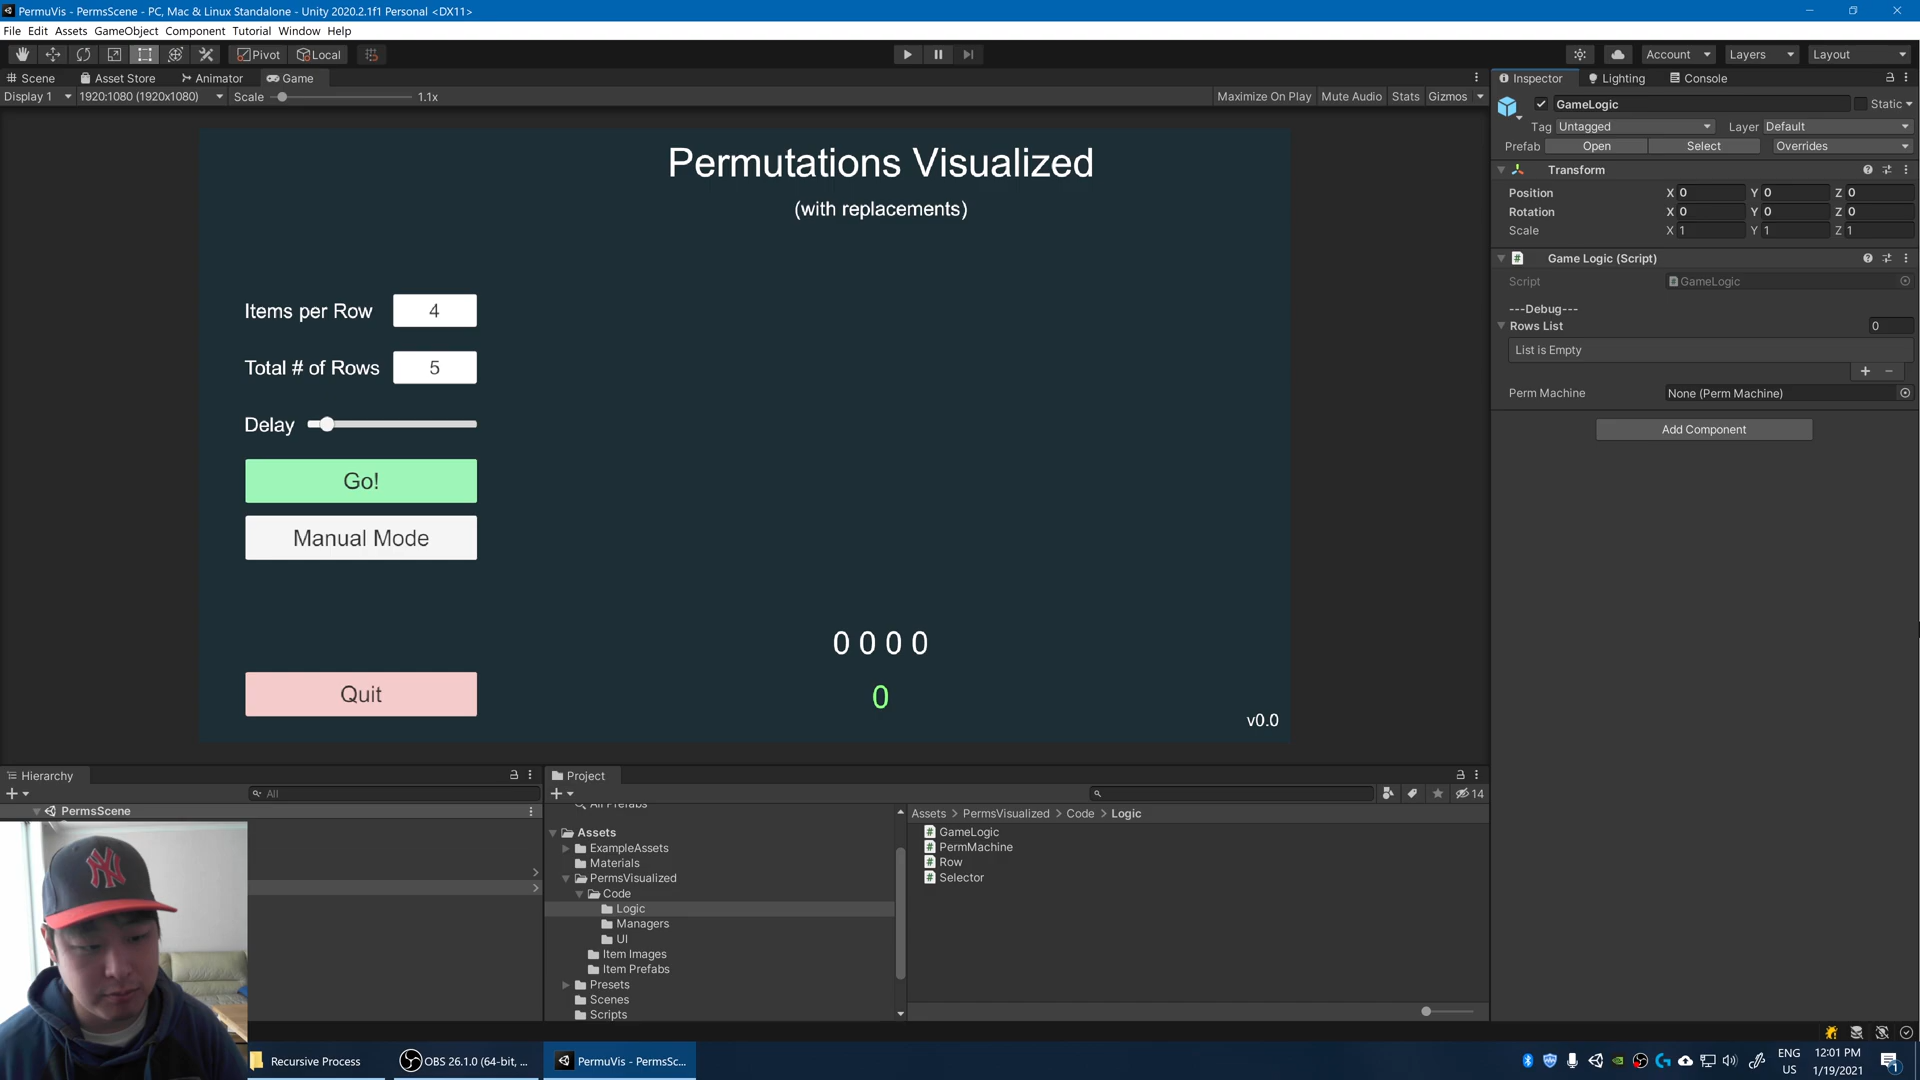 PermuVis - PermsScene - PC, Mac & Linux Standalone - Unity 2020.2.1f1 Personal <DX11>
File Edit Assets GameObject Component Tutorial Window Help
Pivot Local Account Layers Layout
Scene Asset Store Animator Game
Display 1 1920:1080 (1920x1080) Scale 1.1x Maximize On Play Mute Audio Stats Gizmos
Permutations Visualized
(with replacements)
Items per Row 4
Total # of Rows 5
Delay
Go!
Manual Mode
0 0 0 0
Quit
0
v0.0
Inspector Lighting Console
GameLogic Static
Tag Untagged Layer Default
Prefab Open Select Overrides
Transform
Position X 0 Y 0 Z 0
Rotation X 0 Y 0 Z 0
Scale X 1 Y 1 Z 1
# Game Logic (Script)
Script # GameLogic
---Debug---
Rows List 0
List is Empty
+ -
Perm Machine None (Perm Machine)
Add Component
Hierarchy
+ All
PermsScene
Project
+ 14
All Prefabs
Assets
ExampleAssets
Materials
PermsVisualized
Code
Logic
Managers
UI
Item Images
Item Prefabs
Presets
Scenes
Scripts
Assets > PermsVisualized > Code > Logic
# GameLogic
# PermMachine
# Row
# Selector
NY
Recursive Process
OBS 26.1.0 (64-bit, ...
PermuVis - PermsSc...
ENG
US
12:01 PM
1/19/2021
1